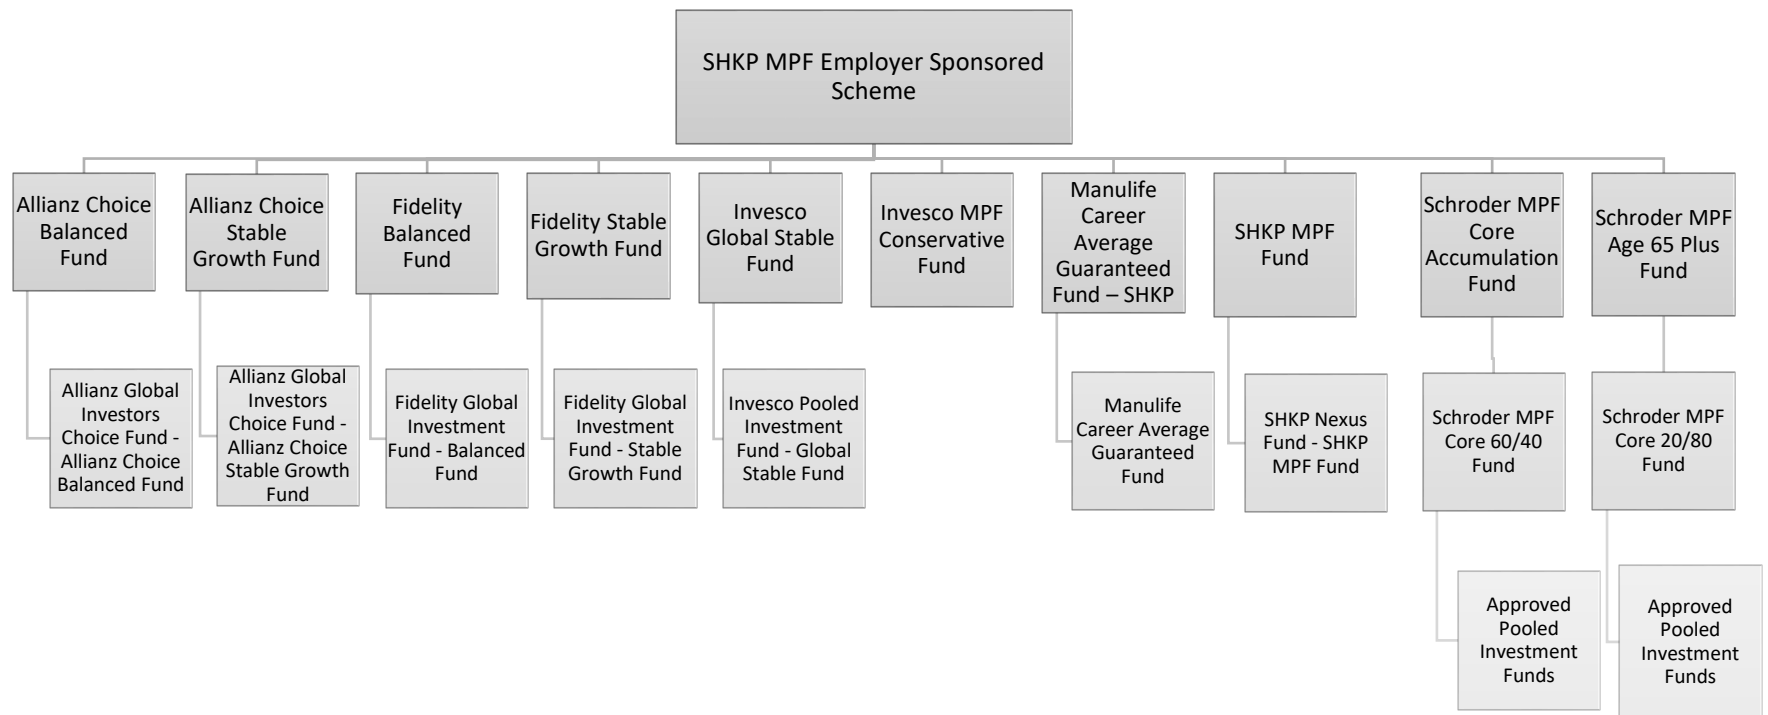 SHKP MPF Employer Sponsored
Scheme
Allianz Choice
Balanced
Fund
Allianz Choice
Stable
Growth Fund
Fidelity
Balanced
Fund
Fidelity Stable
Growth Fund
Invesco
Global Stable
Fund
Invesco MPF
Conservative
Fund
Manulife
Career
Average
Guaranteed
Fund – SHKP
SHKP MPF
Fund
Schroder MPF
Core
Accumulation
Fund
Schroder MPF
Age 65 Plus
Fund
Allianz Global
Investors
Choice Fund -
Allianz Choice
Balanced Fund
Allianz Global
Investors
Choice Fund -
Allianz Choice
Stable Growth
Fund
Fidelity Global
Investment
Fund - Balanced
Fund
Fidelity Global
Investment
Fund - Stable
Growth Fund
Invesco Pooled
Investment
Fund - Global
Stable Fund
Manulife
Career Average
Guaranteed
Fund
SHKP Nexus
Fund - SHKP
MPF Fund
Schroder MPF
Core 60/40
Fund
Schroder MPF
Core 20/80
Fund
Approved
Pooled
Investment
Funds
Approved
Pooled
Investment
Funds